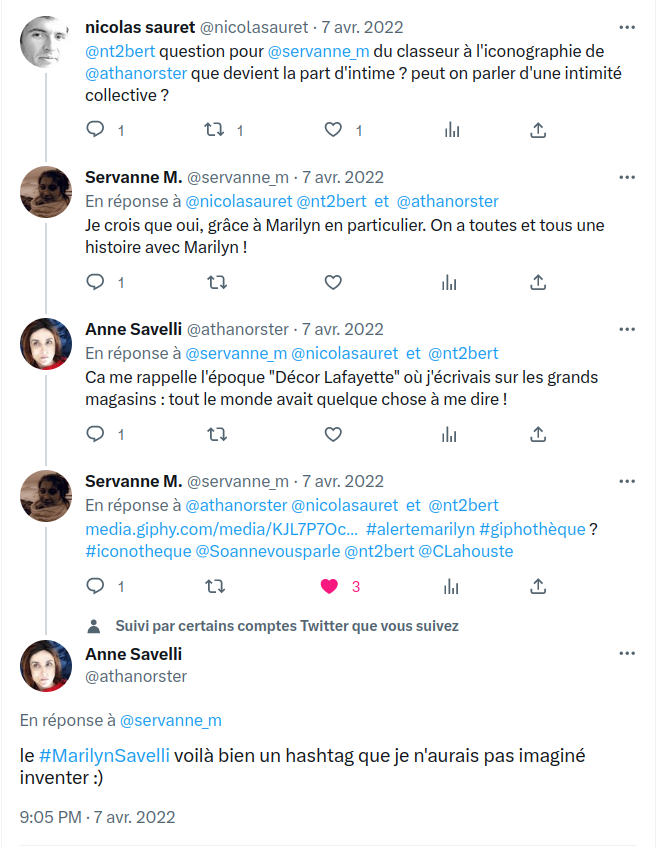 nicolas sauret @nicolasauret · 7 avr. 2022
@nt2bert question pour @servanne_m du classeur à l'iconographie de
@athanorster que devient la part d'intime ? peut on parler d'une intimité
collective ?
1 1 1
Servanne M. @servanne_m · 7 avr. 2022
En réponse à @nicolasauret @nt2bert et @athanorster
Je crois que oui, grâce à Marilyn en particulier. On a toutes et tous une
histoire avec Marilyn !
1
Anne Savelli @athanorster · 7 avr. 2022
En réponse à @servanne_m @nicolasauret et @nt2bert
Ca me rappelle l'époque "Décor Lafayette" où j'écrivais sur les grands
magasins : tout le monde avait quelque chose à me dire !
1
Servanne M. @servanne_m · 7 avr. 2022
En réponse à @athanorster @nicolasauret et @nt2bert
media.giphy.com/media/KJL7P7Oc... #alertemarilyn #giphothèque ?
#iconotheque @Soannevousparle @nt2bert @CLahouste
1 3
Suivi par certains comptes Twitter que vous suivez
Anne Savelli
@athanorster
En réponse à @servanne_m
le #MarilynSavelli voilà bien un hashtag que je n'aurais pas imaginé
inventer :)
9:05 PM · 7 avr. 2022